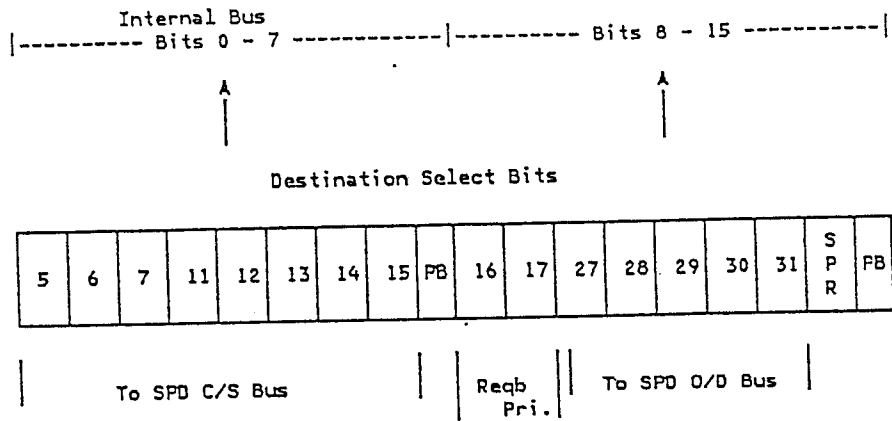 Internal Bus
|---------- Bits 0 - 7 ------------|--------- Bits 8 - 15 ----------|
Destination Select Bits
5 6 7 11 12 13 14 15 PB 16 17 27 28 29 30 31 SPR PB
To SPD C/S Bus Reqb To SPD O/D Bus
Pri.